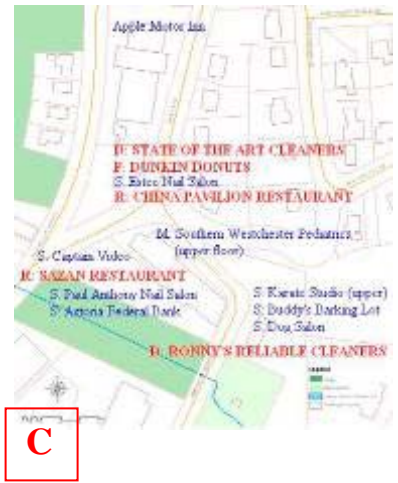 Apple Motor Inn
D: STATE OF THE ART CLEANERS
F: DUNKIN DONUTS
S. Estee Nail Salon
R: CHINA PAVILION RESTAURANT
M. Southern Westchester Pediatrics
(upper floor)
S. Captain Video
R: SAZAN RESTAURANT
S. Paul Anthony Nail Salon
S: Astoria Federal Bank
S: Karate Studio (upper)
S: Buddy's Barking Lot
S. Dog Salon
D: RONNY'S RELIABLE CLEANERS
C